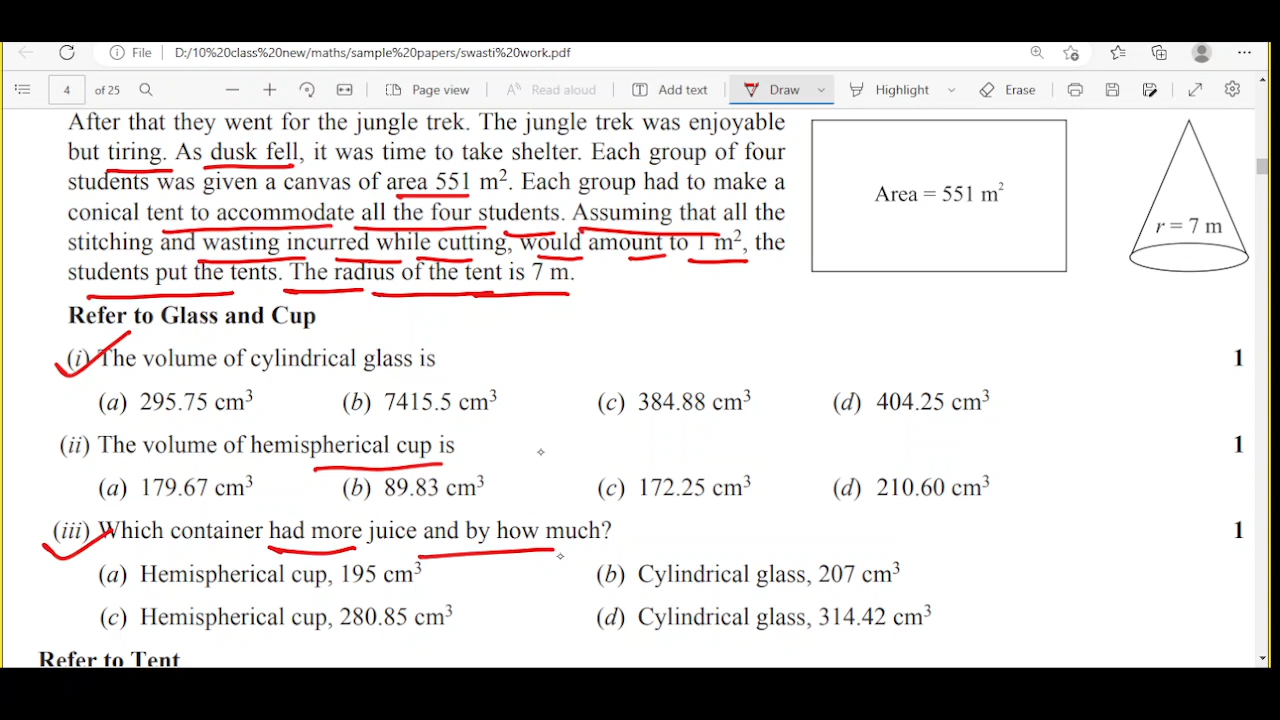 File | D:/10%20class%20new/maths/sample%20papers/swasti%20work.pdf
4 of 25 Page view Read aloud Add text Draw Highlight Erase
After that they went for the jungle trek. The jungle trek was enjoyable
but tiring. As dusk fell, it was time to take shelter. Each group of four
students was given a canvas of area 551 m². Each group had to make a
conical tent to accommodate all the four students. Assuming that all the
stitching and wasting incurred while cutting, would amount to 1 m², the
students put the tents. The radius of the tent is 7 m.
Area = 551 m²
r = 7 m
Refer to Glass and Cup
(i) The volume of cylindrical glass is 1
(a) 295.75 cm³ (b) 7415.5 cm³ (c) 384.88 cm³ (d) 404.25 cm³
(ii) The volume of hemispherical cup is 1
(a) 179.67 cm³ (b) 89.83 cm³ (c) 172.25 cm³ (d) 210.60 cm³
(iii) Which container had more juice and by how much? 1
(a) Hemispherical cup, 195 cm³ (b) Cylindrical glass, 207 cm³
(c) Hemispherical cup, 280.85 cm³ (d) Cylindrical glass, 314.42 cm³
Refer to Tent